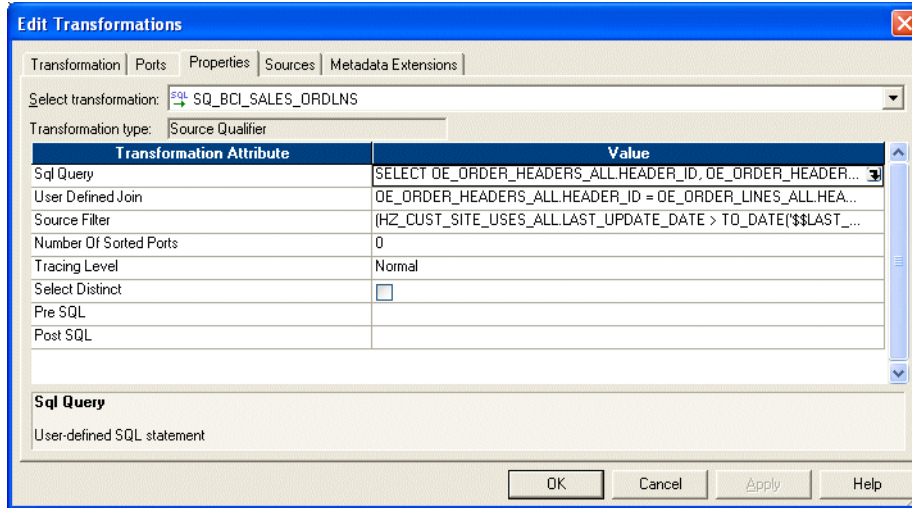 Edit Transformations
Transformation Ports Properties Sources Metadata Extensions
Select transformation: SQL SQ_BCI_SALES_ORDLNS
Transformation type: Source Qualifier
Transformation Attribute Value
Sql Query SELECT OE_ORDER_HEADERS_ALL.HEADER_ID, OE_ORDER_HEADER...
User Defined Join OE_ORDER_HEADERS_ALL.HEADER_ID = OE_ORDER_LINES_ALL.HEA...
Source Filter (HZ_CUST_SITE_USES_ALL.LAST_UPDATE_DATE > TO_DATE('$$LAST_...
Number Of Sorted Ports 0
Tracing Level Normal
Select Distinct
Pre SQL
Post SQL
Sql Query
User-defined SQL statement
OK Cancel Apply Help